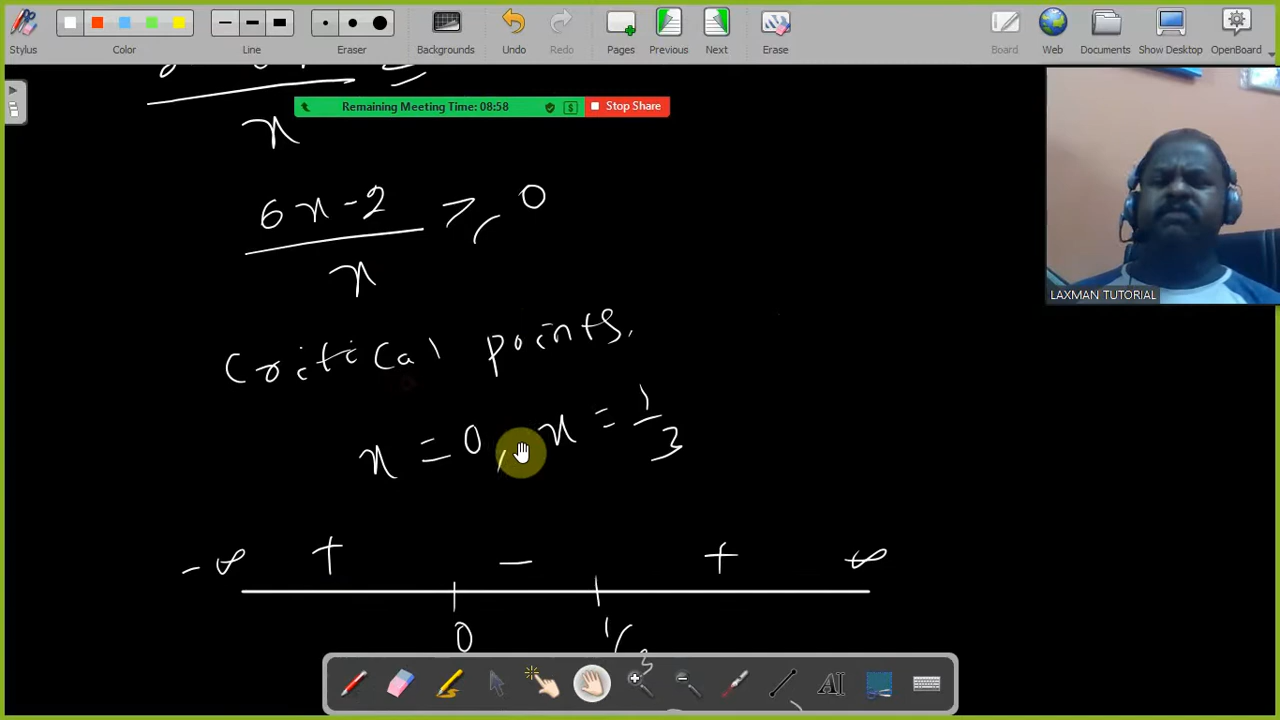 Stylus Color Line Eraser Backgrounds Undo Redo Pages Previous Next Erase Board Web Documents Show Desktop OpenBoard
Remaining Meeting Time: 08:58 Stop Share
x
6x-2
≥ 0
x
LAXMAN TUTORIAL
Critical points.
x = 0, x = 1/3
-∞ + - + ∞
0 1/3